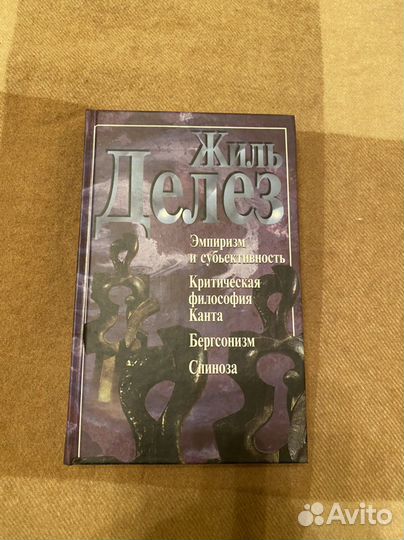 Жиль
Делез
Эмпиризм
и субъективность
Критическая
философия
Канта
Бергсонизм
Спиноза
Avito